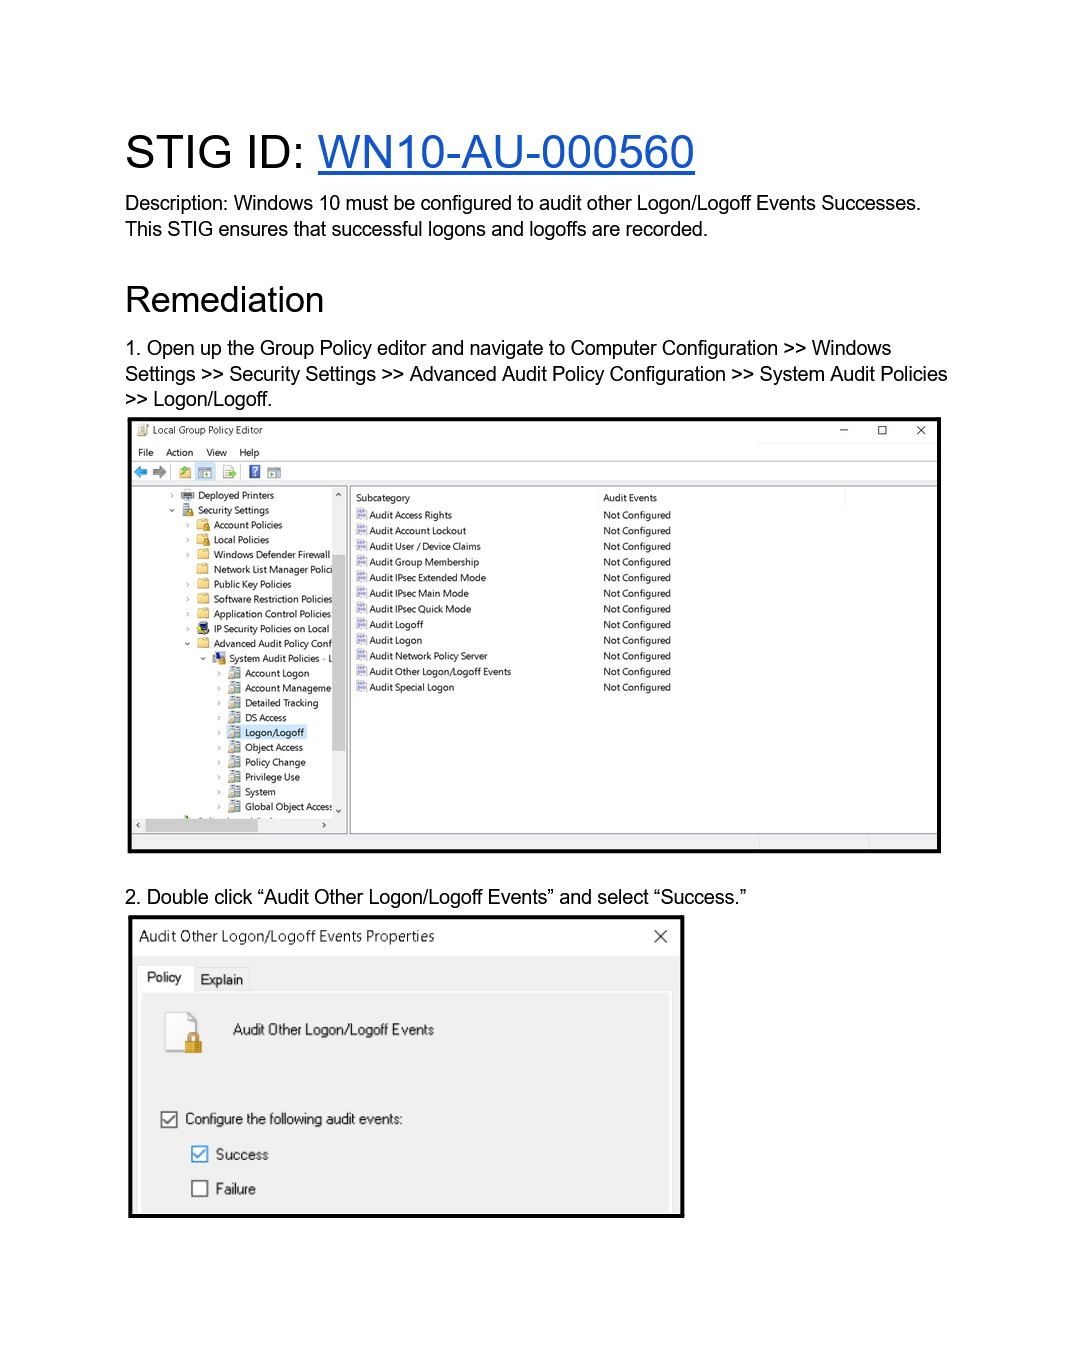 STIG ID: WN10-AU-000560
Description: Windows 10 must be configured to audit other Logon/Logoff Events Successes.
This STIG ensures that successful logons and logoffs are recorded.
Remediation
1. Open up the Group Policy editor and navigate to Computer Configuration >> Windows
Settings >> Security Settings >> Advanced Audit Policy Configuration >> System Audit Policies
>> Logon/Logoff.
Local Group Policy Editor
File Action View Help
Deployed Printers
Security Settings
Account Policies
Local Policies
Windows Defender Firewall
Network List Manager Polici
Public Key Policies
Software Restriction Policies
Application Control Policies
IP Security Policies on Local
Advanced Audit Policy Conf
System Audit Policies - L
Account Logon
Account Manageme
Detailed Tracking
DS Access
Logon/Logoff
Object Access
Policy Change
Privilege Use
System
Global Object Access
Subcategory Audit Events
Audit Access Rights Not Configured
Audit Account Lockout Not Configured
Audit User / Device Claims Not Configured
Audit Group Membership Not Configured
Audit IPsec Extended Mode Not Configured
Audit IPsec Main Mode Not Configured
Audit IPsec Quick Mode Not Configured
Audit Logoff Not Configured
Audit Logon Not Configured
Audit Network Policy Server Not Configured
Audit Other Logon/Logoff Events Not Configured
Audit Special Logon Not Configured
2. Double click “Audit Other Logon/Logoff Events” and select “Success.”
Audit Other Logon/Logoff Events Properties
Policy Explain
Audit Other Logon/Logoff Events
Configure the following audit events:
Success
Failure